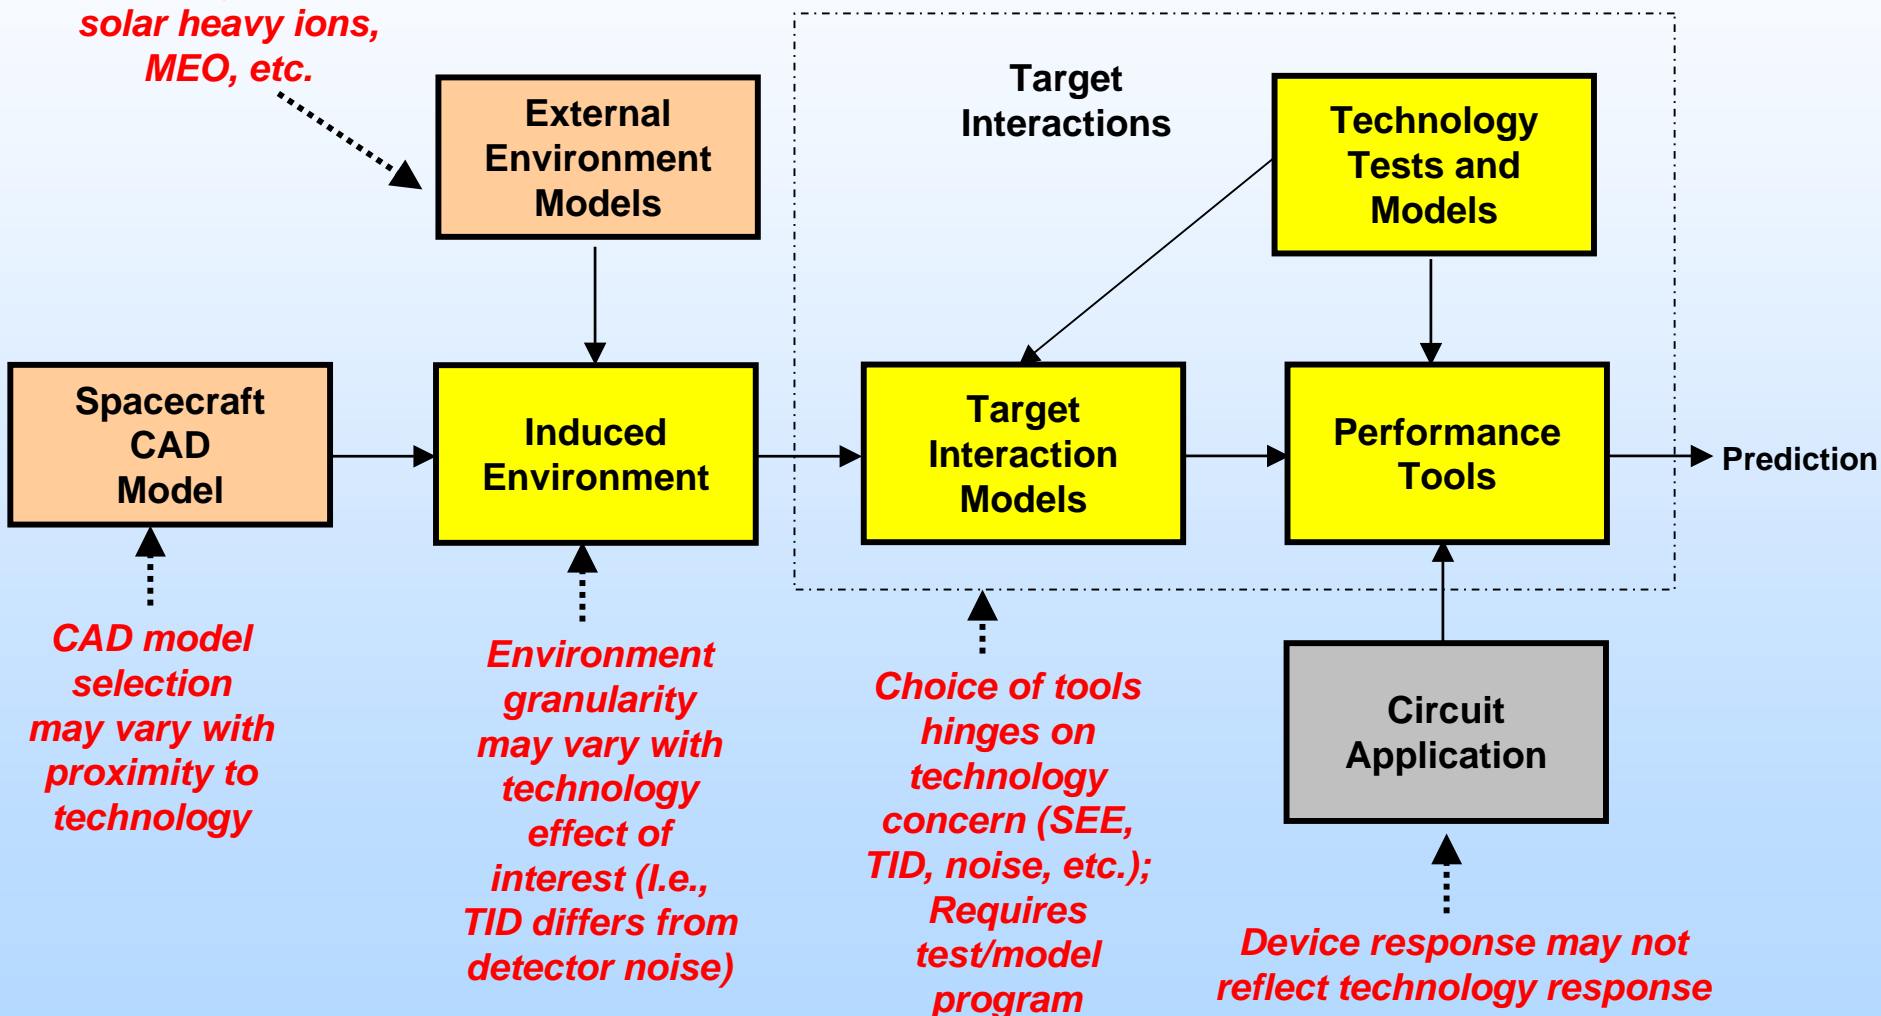 solar heavy ions,
MEO, etc.
External
Environment
Models
Target
Interactions
Technology
Tests and
Models
Spacecraft
CAD
Model
Induced
Environment
Target
Interaction
Models
Performance
Tools
Prediction
CAD model
selection
may vary with
proximity to
technology
Environment
granularity
may vary with
technology
effect of
interest (I.e.,
TID differs from
detector noise)
Choice of tools
hinges on
technology
concern (SEE,
TID, noise, etc.);
Requires
test/model
program
Circuit
Application
Device response may not
reflect technology response